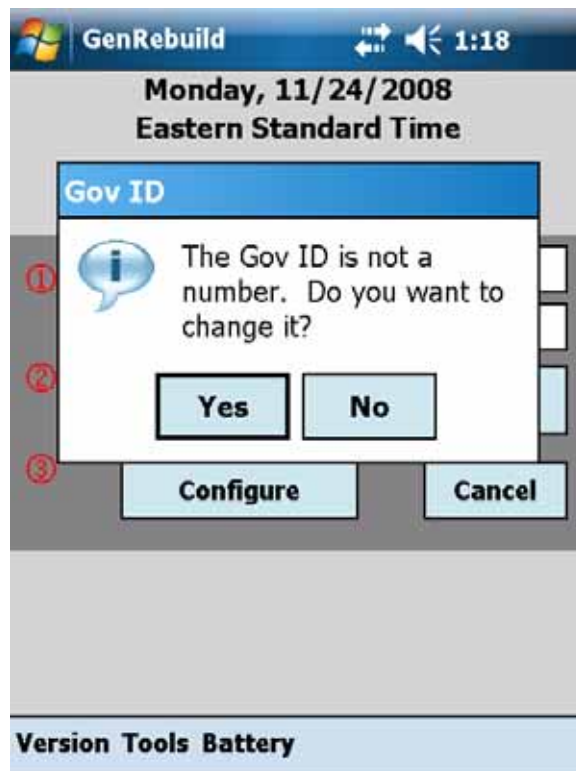 GenRebuild 1:18
Monday, 11/24/2008
Eastern Standard Time
Gov ID
The Gov ID is not a
number. Do you want to
change it?
①
②
Yes No
③
Configure Cancel
Version Tools Battery